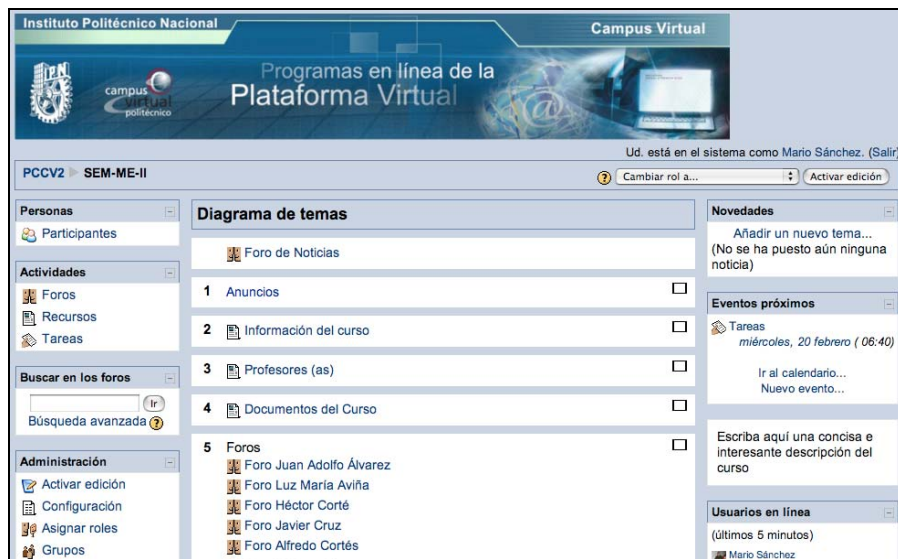 Instituto Politécnico Nacional
Campus Virtual
IPN
campus
virtual
politécnico
Programas en línea de la
Plataforma Virtual
Ud. está en el sistema como Mario Sánchez. (Salir)
PCCV2 SEM-ME-II
Cambiar rol a...
Activar edición
Personas
Participantes
Actividades
Foros
Recursos
Tareas
Buscar en los foros
Ir
Búsqueda avanzada
Administración
Activar edición
Configuración
Asignar roles
Grupos
Diagrama de temas
Foro de Noticias
1 Anuncios
2 Información del curso
3 Profesores (as)
4 Documentos del Curso
5 Foros
Foro Juan Adolfo Álvarez
Foro Luz María Aviña
Foro Héctor Corté
Foro Javier Cruz
Foro Alfredo Cortés
Novedades
Añadir un nuevo tema...
(No se ha puesto aún ninguna
noticia)
Eventos próximos
Tareas
miércoles, 20 febrero ( 06:40)
Ir al calendario...
Nuevo evento...
Escriba aquí una concisa e
interesante descripción del
curso
Usuarios en línea
(últimos 5 minutos)
Mario Sánchez